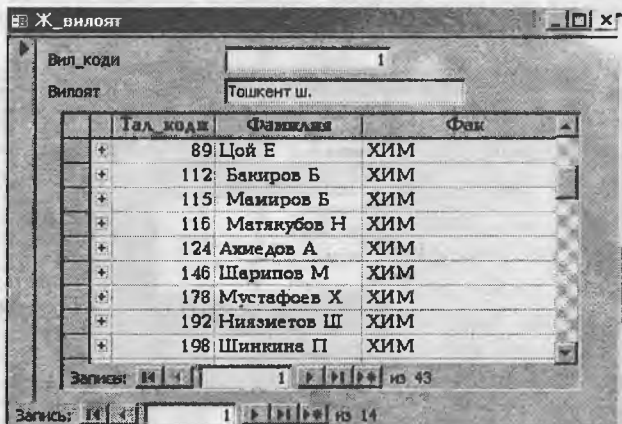 Ж_вилоят
Вил_коди 1
Вилоят Тошкент ш.
Тал_коди Фамилия Фак
89 Цой Е ХИМ
112 Бакиров Б ХИМ
115 Мамиров Б ХИМ
116 Матякубов Н ХИМ
124 Ахмедов А ХИМ
146 Шарипов М ХИМ
178 Мустафоев Х ХИМ
192 Ниязметов Ш ХИМ
198 Шинкина П ХИМ
Запись: 1 из 43
Запись: 1 из 14